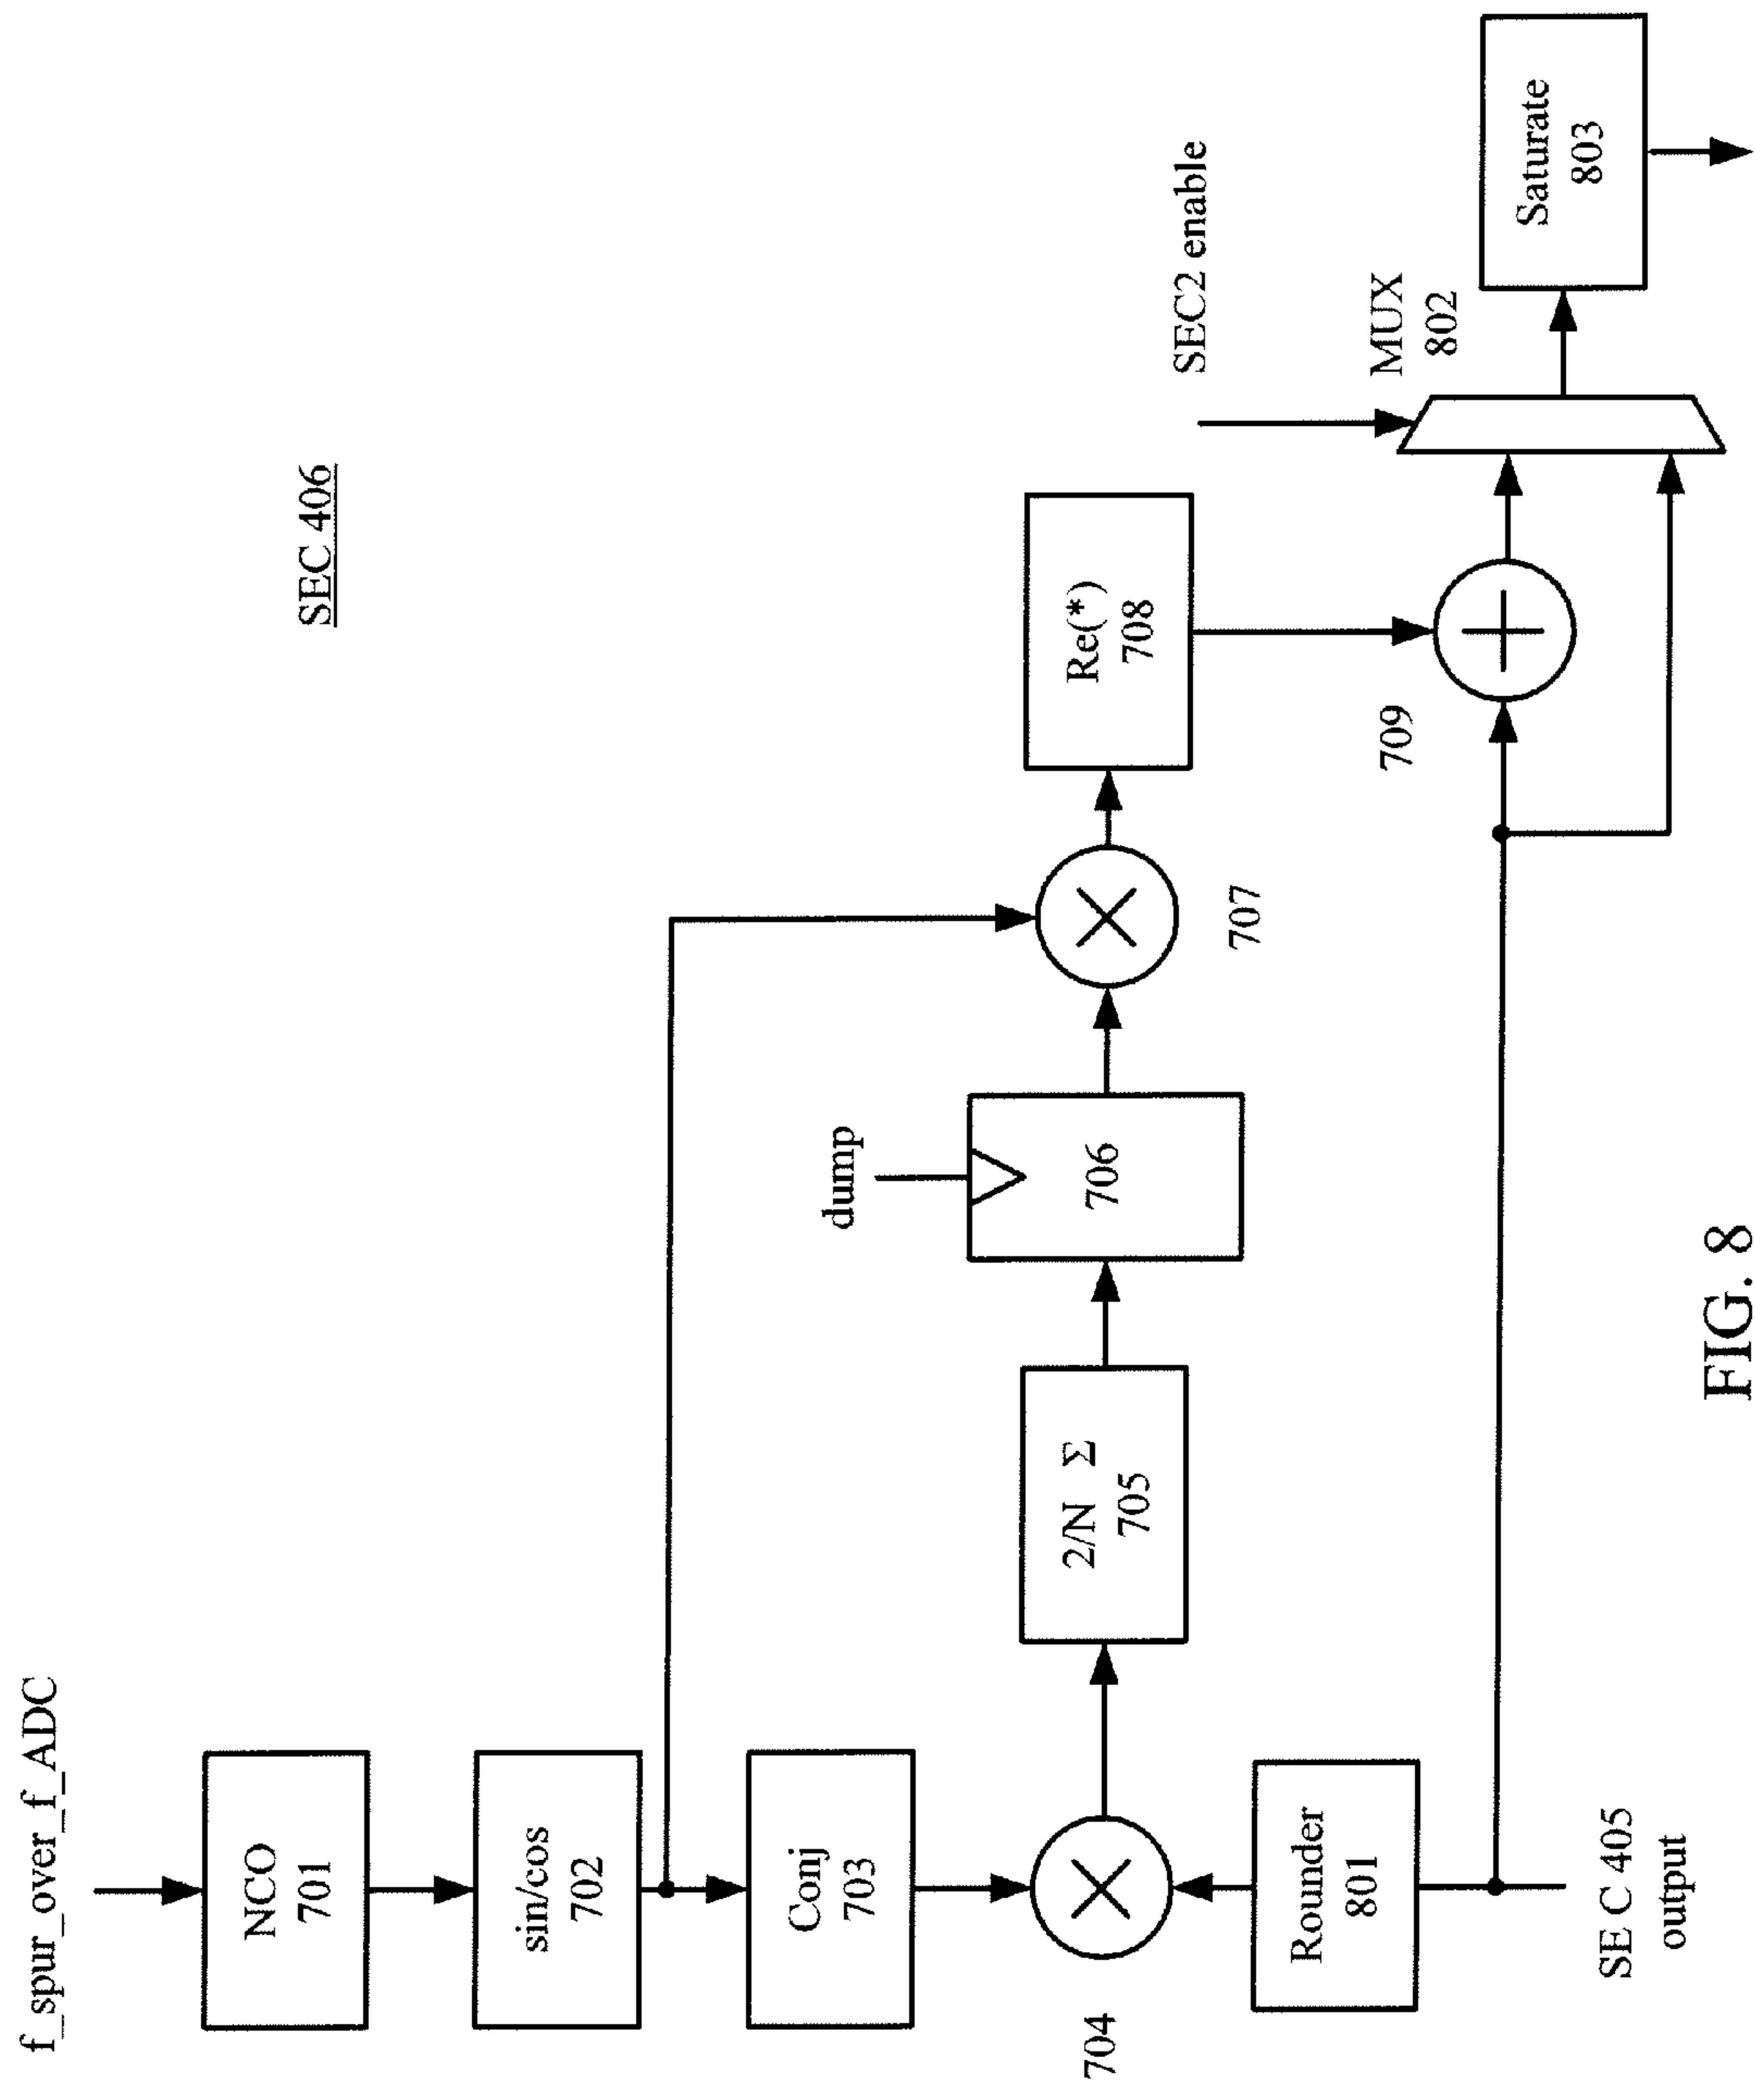 SEC 406
f_spur_over_f_ADC
NCO
701
sin/cos
702
Conj
703
704
Rounder
801
SE C 405
output
2/N Σ
705
dump
706
707
Re(*)
708
709
SEC2 enable
MUX
802
Saturate
803
FIG. 8